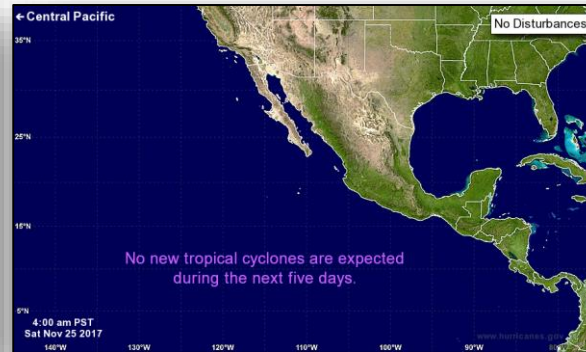 ←Central Pacific
No Disturbances
35°N
25°N
15°N
No new tropical cyclones are expected
during the next five days.
5°N
4:00 am PST
Sat Nov 25 2017
www.hurricanes.gov
140°W 130°W 120°W 110°W 100°W 90°W